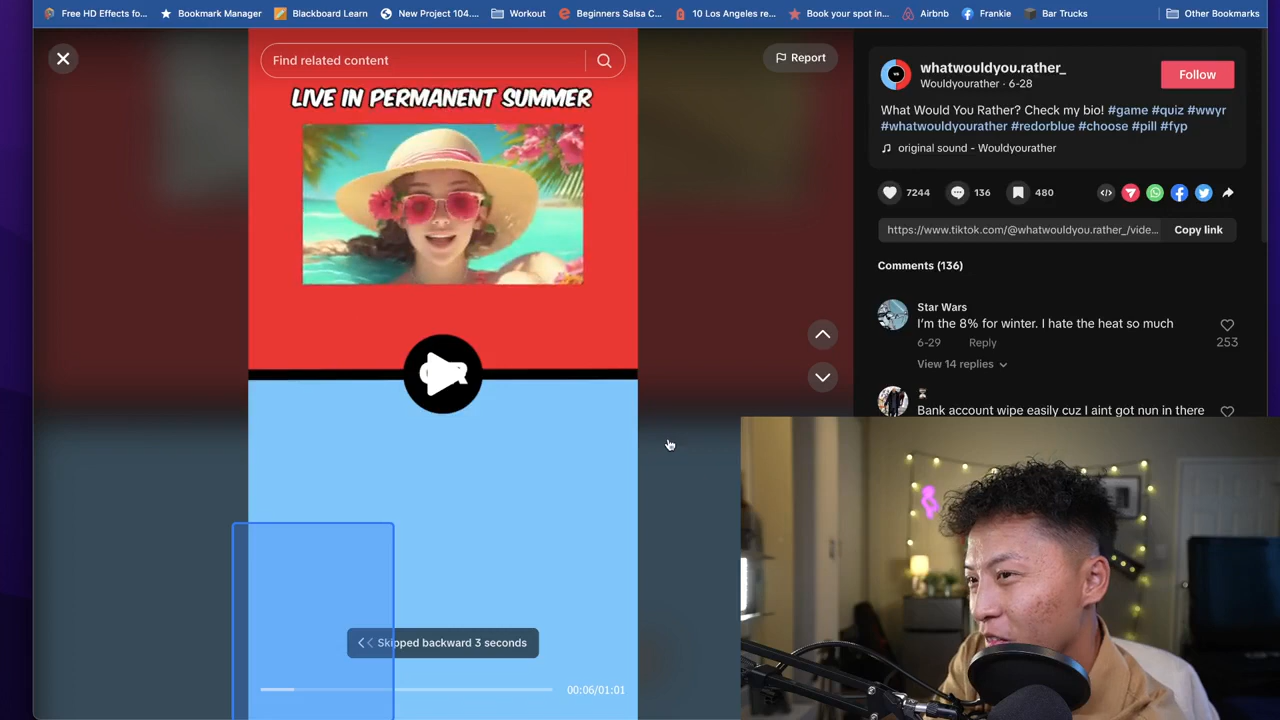 Free HD Effects fo...
Bookmark Manager
Blackboard Learn
New Project 104....
Workout
Beginners Salsa C...
10 Los Angeles re...
Book your spot in...
Airbnb
Frankie
Bar Trucks
Other Bookmarks
Find related content
Report
LIVE IN PERMANENT SUMMER
Skipped backward 3 seconds
00:06/01:01
whatwouldyou.rather_
Wouldyourather · 6-28
Follow
What Would You Rather? Check my bio! #game #quiz #wwyr
#whatwouldyourather #redorblue #choose #pill #fyp
original sound - Wouldyourather
7244
136
480
https://www.tiktok.com/@whatwouldyou.rather_/vide...
Copy link
Comments (136)
Star Wars
I'm the 8% for winter. I hate the heat so much
6-29 Reply
253
View 14 replies
Bank account wipe easily cuz I aint got nun in there